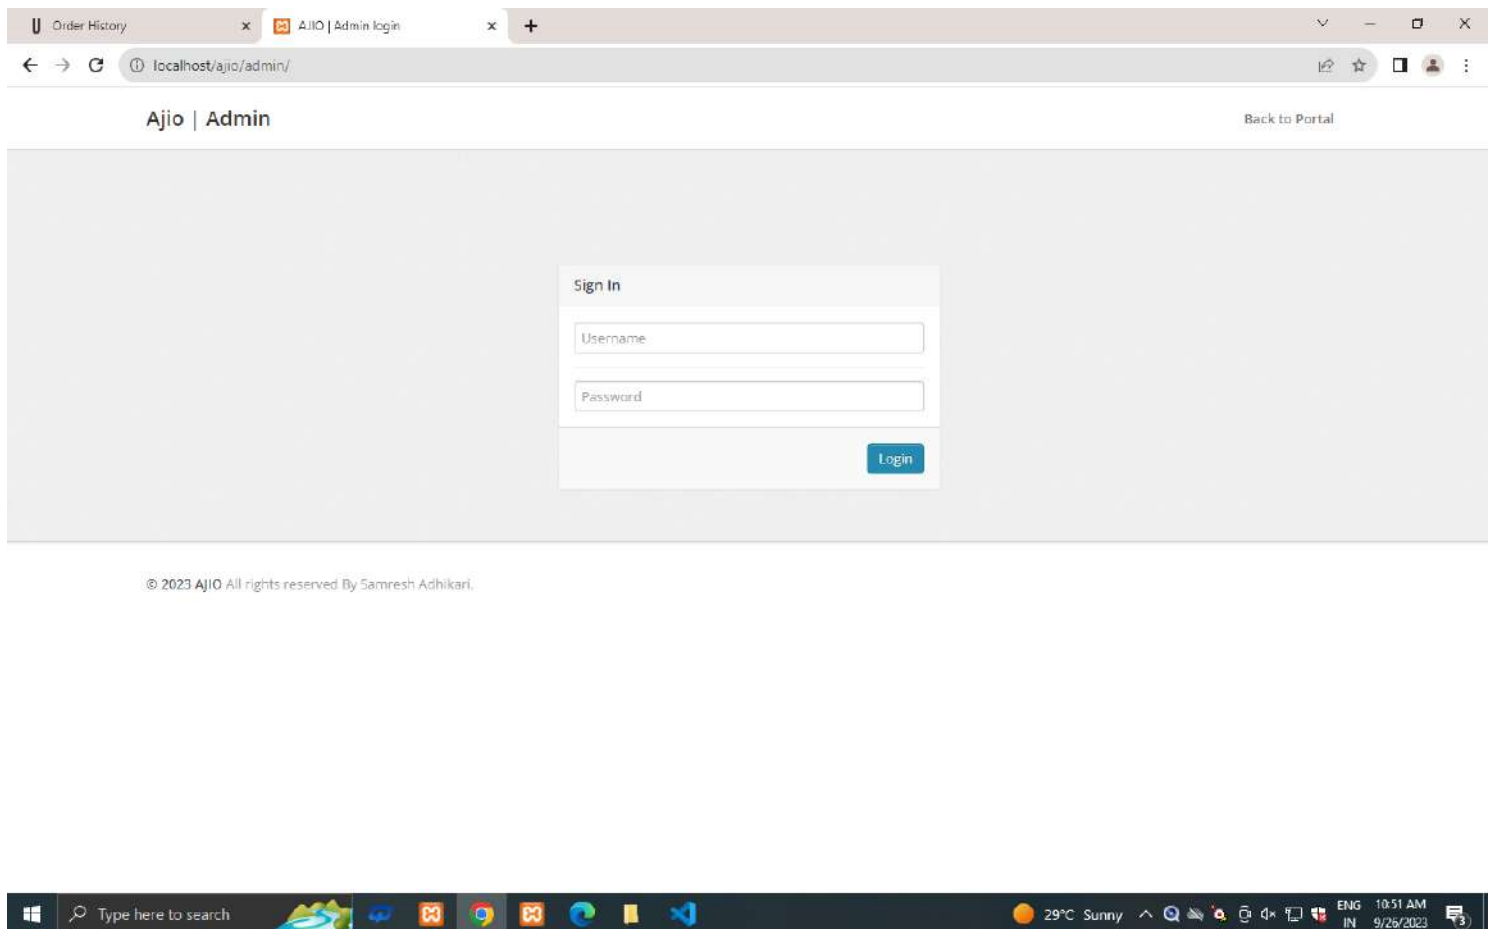 Order History
AJIO | Admin login
localhost/ajio/admin/
Ajio | Admin
Back to Portal
Sign In
Username
Password
Login
© 2023 AJIO All rights reserved By Samresh Adhikari.
Type here to search
29°C Sunny
ENG
IN
10:51 AM
9/26/2023
3